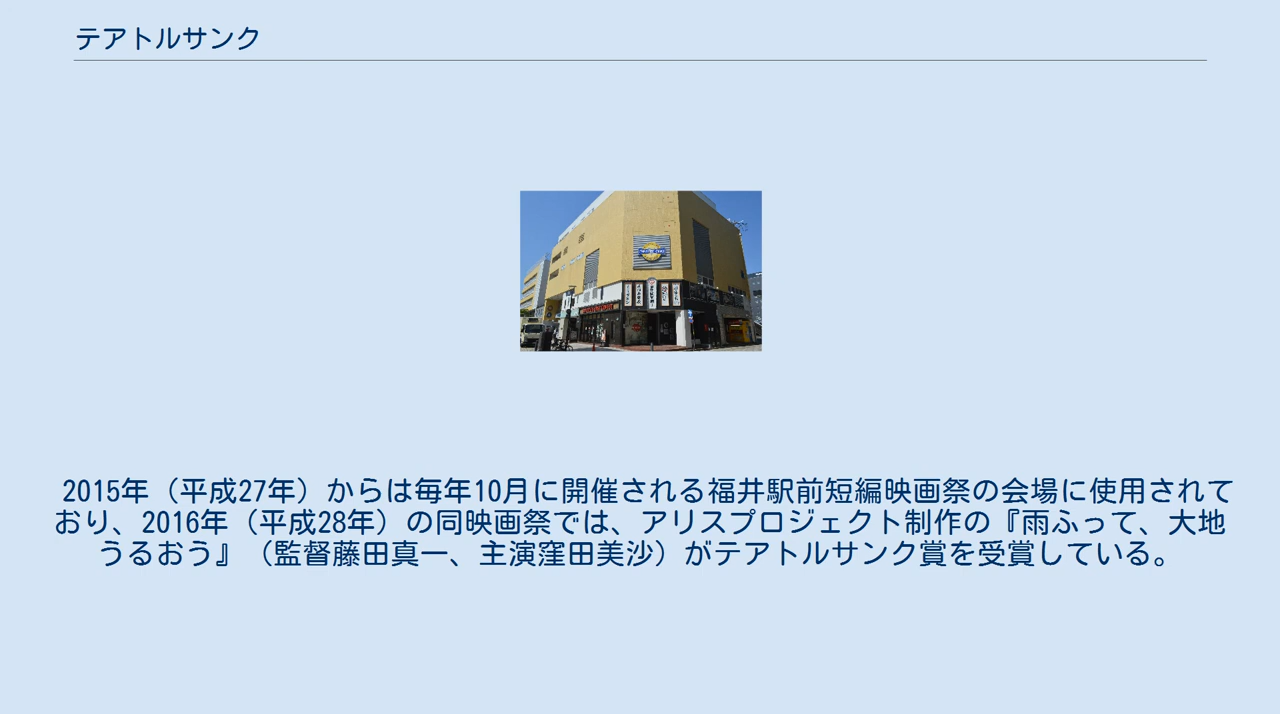 テアトルサンク
2015年（平成27年）からは毎年10月に開催される福井駅前短編映画祭の会場に使用されて
おり、2016年（平成28年）の同映画祭では、アリスプロジェクト制作の『雨ふって、大地
うるおう』（監督藤田真一、主演窪田美沙）がテアトルサンク賞を受賞している。